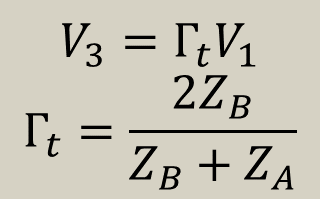 V₃ = Γₜ V₁
Γₜ = 2Z_B / (Z_B + Z_A)